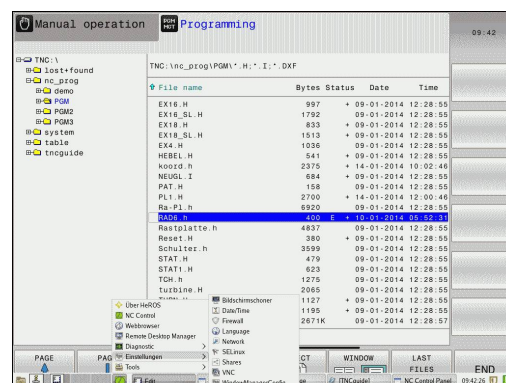 Manual operation
PGM MGT Programming
09:42
TNC:\
lost+found
nc_prog
demo
PGM
PGM2
PGM3
system
table
tncguide
TNC:\nc_prog\PGM\*.H;*.I;*.DXF
File name Bytes Status Date Time
EX16.H 997 + 09-01-2014 12:28:55
EX16_SL.H 1792 09-01-2014 12:28:55
EX18.H 833 + 09-01-2014 12:28:55
EX18_SL.H 1513 + 09-01-2014 12:28:55
EX4.H 1036 09-01-2014 12:28:55
HEBEL.H 541 + 09-01-2014 12:28:55
koord.h 2375 + 14-01-2014 10:02:46
NEUGL.I 684 + 09-01-2014 12:28:55
PAT.H 158 09-01-2014 12:28:55
PL1.H 2700 + 14-01-2014 12:00:46
Ra-Pl.h 6920 09-01-2014 12:28:55
RAD6.h 400 E + 10-01-2014 05:52:31
Rastplatte.h 4837 09-01-2014 12:28:55
Reset.H 380 + 09-01-2014 12:28:55
Schulter.h 3599 09-01-2014 12:28:55
STAT.H 479 09-01-2014 12:28:55
STAT1.H 623 09-01-2014 12:28:55
TCH.h 1275 09-01-2014 12:28:55
turbine.H 2065 09-01-2014 12:28:55
1127 + 09-01-2014 12:28:55
1195 + 09-01-2014 12:28:55
2671K 09-01-2014 12:28:57
Über HeROS
NC Control
Webbrowser
Remote Desktop Manager
Diagnostic
Einstellungen
Tools
Bildschirmschoner
Date/Time
Firewall
Language
Network
SELinux
Shares
VNC
WindowManagerConfig
PAGE
PAG
CT
WINDOW
LAST
FILES
END
Edit
[TNCguide]
NC Control Panel
09:42:26